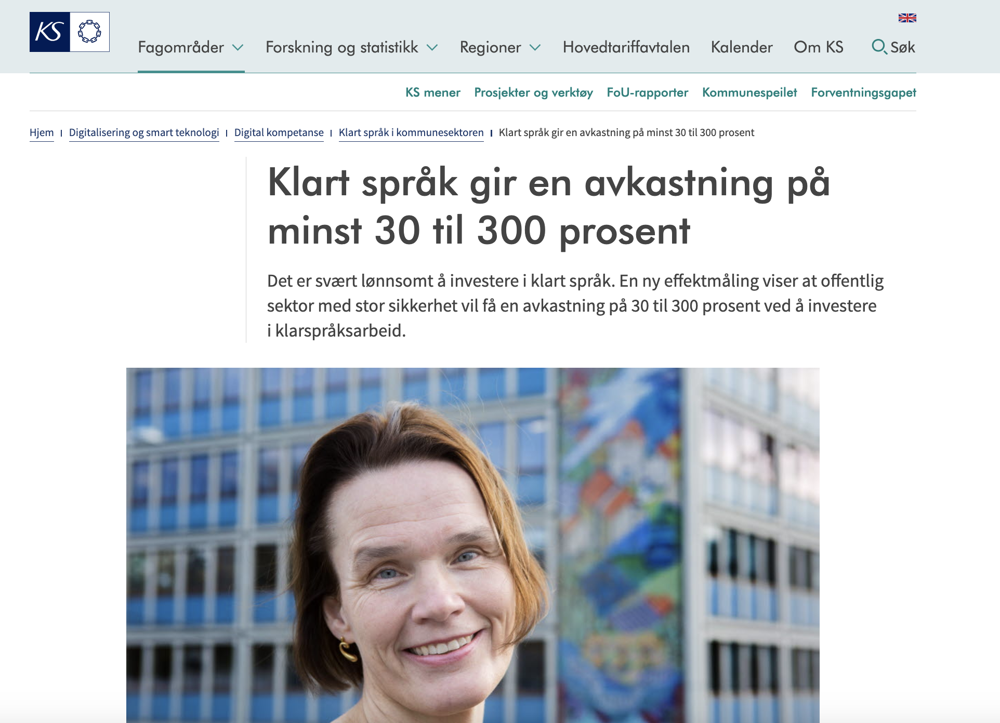 KS
Fagområder
Forskning og statistikk
Regioner
Hovedtariffavtalen
Kalender
Om KS
Søk
KS mener
Prosjekter og verktøy
FoU-rapporter
Kommunespeilet
Forventningsgapet
Hjem
Digitalisering og smart teknologi
Digital kompetanse
Klart språk i kommunesektoren
Klart språk gir en avkastning på minst 30 til 300 prosent
Klart språk gir en avkastning på
minst 30 til 300 prosent
Det er svært lønnsomt å investere i klart språk. En ny effektmåling viser at offentlig
sektor med stor sikkerhet vil få en avkastning på 30 til 300 prosent ved å investere
i klarspråksarbeid.